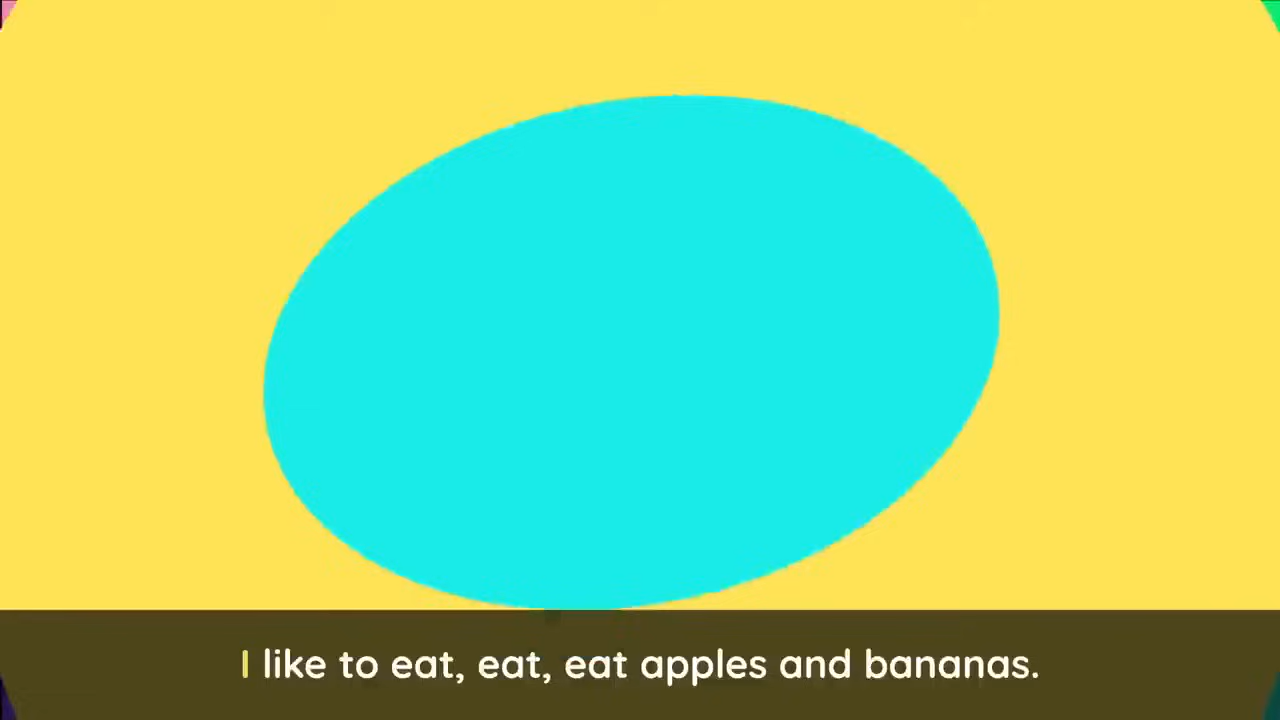 I like to eat, eat, eat apples and bananas.